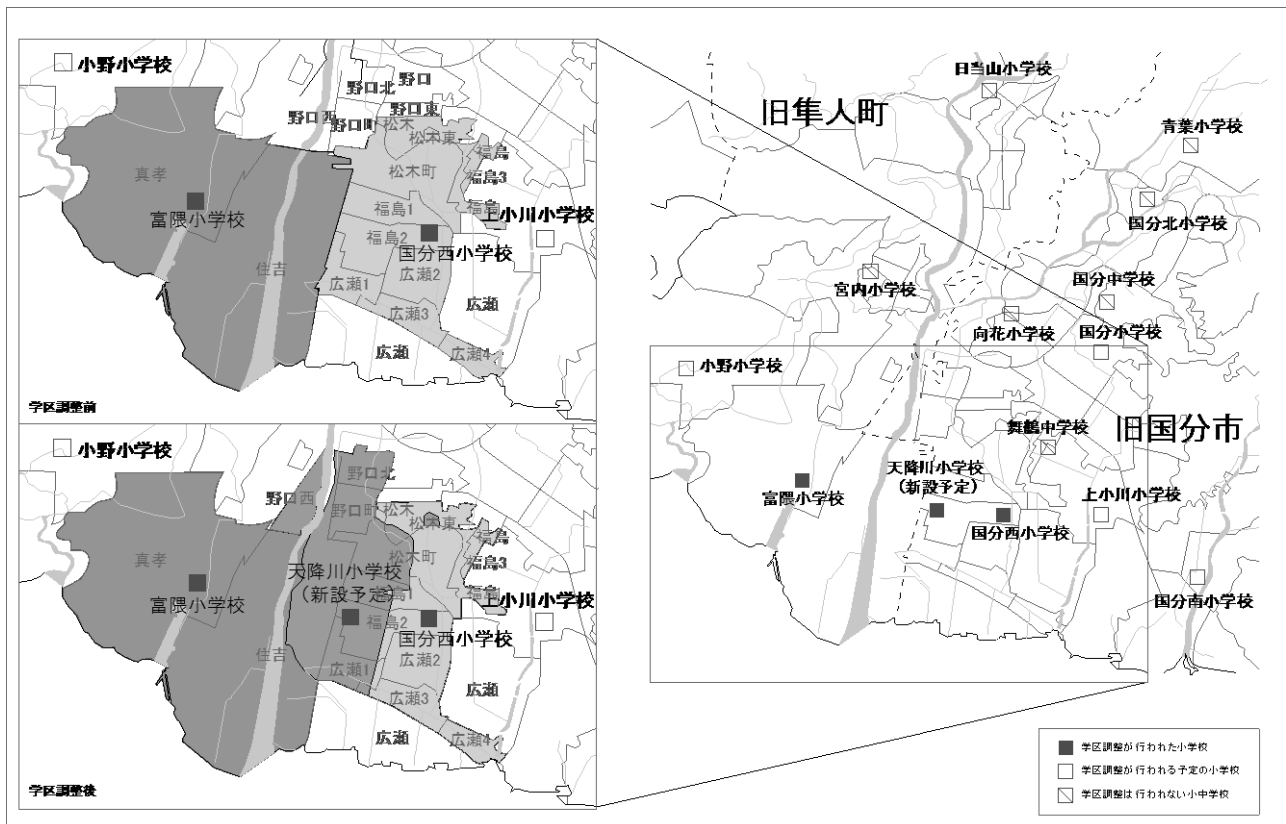 小野小学校
野口
野口北
野口東
野口西
野口町
松木
松木東
福島
真孝
松木町
福島3
富隈小学校
福島1
福島
上小川小学校
福島2
国分西小学校
住吉
広瀬1
広瀬2
広瀬3
広瀬
広瀬
広瀬4
学区調整前
小野小学校
野口北
野口西
野口町
松木
松木東
福島
真孝
松木町
福島3
天降川小学校
(新設予定)
福島1
福島
富隈小学校
上小川小学校
福島2
国分西小学校
住吉
広瀬1
広瀬2
広瀬3
広瀬
広瀬
広瀬4
学区調整後
日当山小学校
旧隼人町
青葉小学校
国分北小学校
宮内小学校
国分中学校
向花小学校
国分小学校
小野小学校
舞鶴中学校
旧国分市
天降川小学校
(新設予定)
富隈小学校
上小川小学校
国分西小学校
国分南小学校
学区調整が行われた小学校
学区調整が行われる予定の小学校
学区調整は行われない小中学校